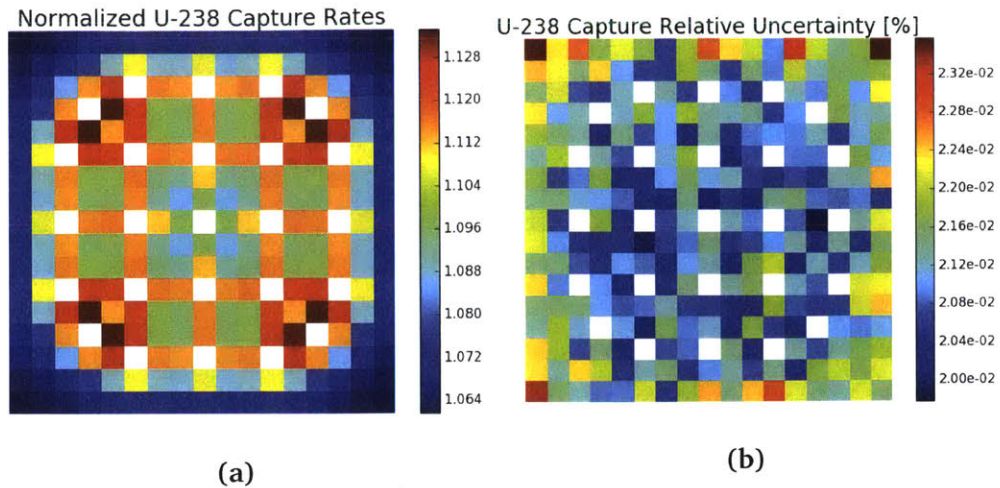 Normalized U-238 Capture Rates
1.128
1.120
1.112
1.104
1.096
1.088
1.080
1.072
1.064
(a)
U-238 Capture Relative Uncertainty [%]
2.32e-02
2.28e-02
2.24e-02
2.20e-02
2.16e-02
2.12e-02
2.08e-02
2.04e-02
2.00e-02
(b)